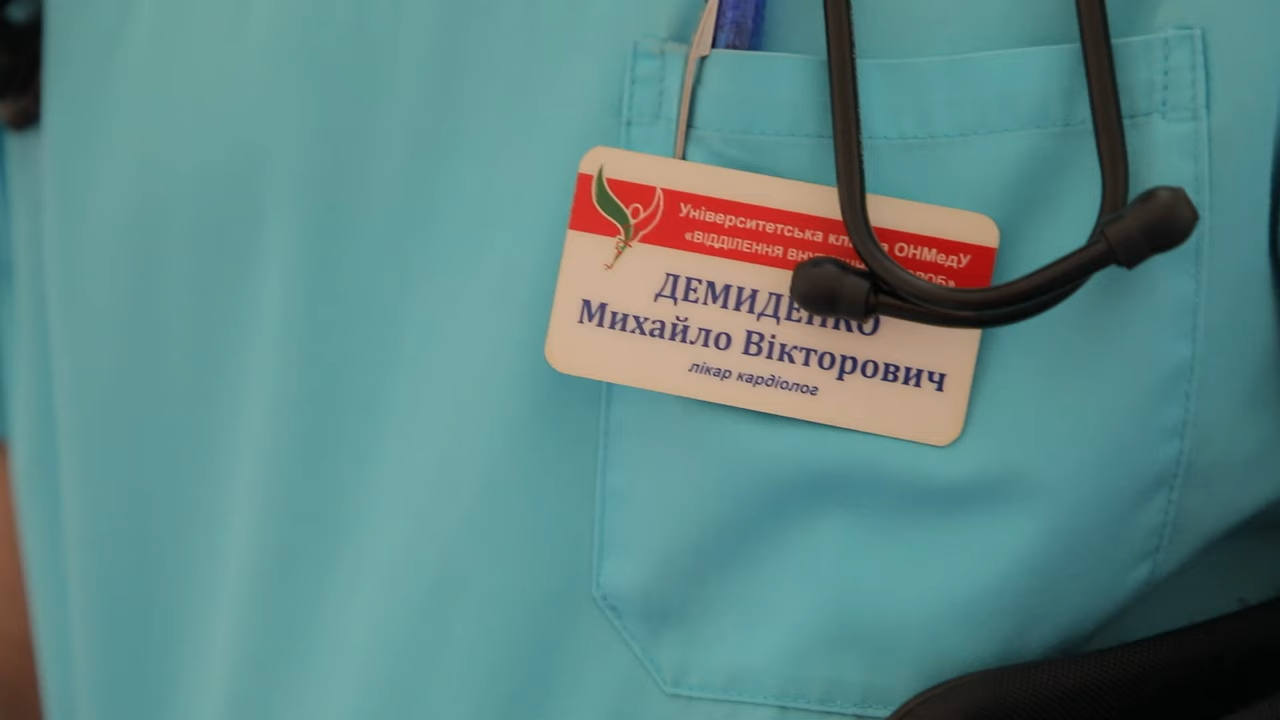 Університетська ОНМедУ
«ВІДДІЛЕННЯ
ДЕМИДЕНКО
Михайло Вікторович
лікар кардіолог